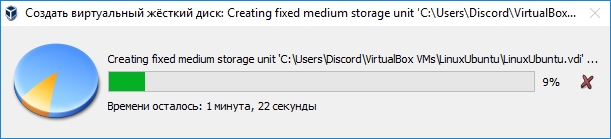 Создать виртуальный жёсткий диск: Creating fixed medium storage unit 'C:\Users\Discord\VirtualBox...
Creating fixed medium storage unit 'C:\Users\Discord\VirtualBox VMs\LinuxUbuntu\LinuxUbuntu.vdi' ...
9%
Времени осталось: 1 минута, 22 секунды